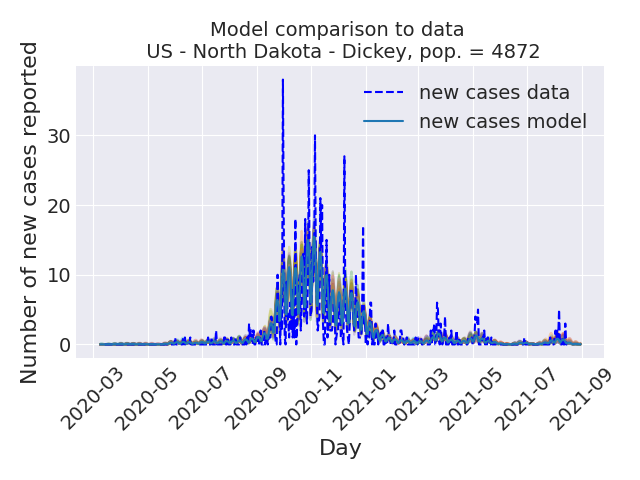 Model comparison to data
US - North Dakota - Dickey, pop. = 4872
Number of new cases reported
new cases data
new cases model
30
20
10
0
2020-03
2020-05
2020-07
2020-09
2020-11
2021-01
2021-03
2021-05
2021-07
2021-09
Day